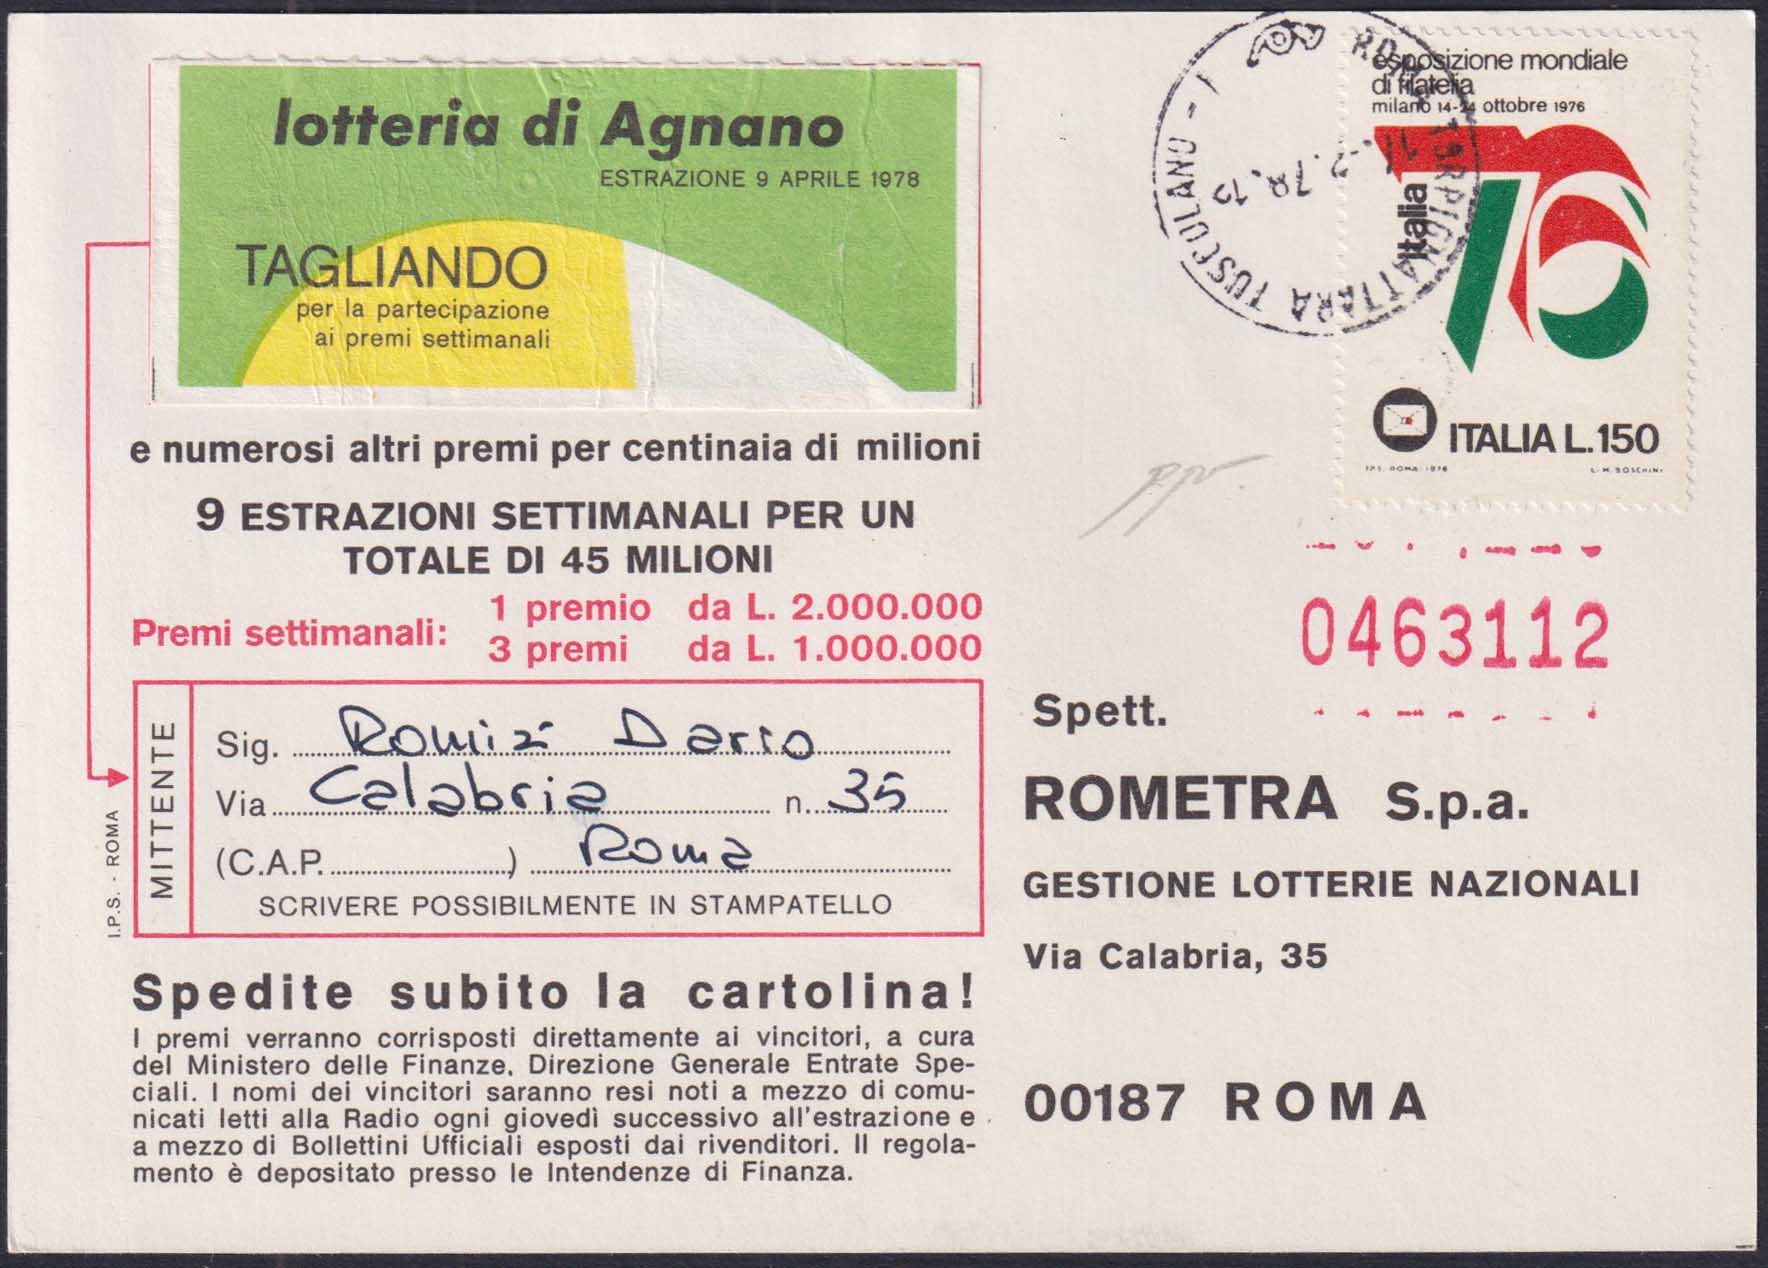 lotteria di Agnano
ESTRAZIONE 9 APRILE 1978
TAGLIANDO
per la partecipazione
ai premi settimanali
e numerosi altri premi per centinaia di milioni
9 ESTRAZIONI SETTIMANALI PER UN
TOTALE DI 45 MILIONI
Premi settimanali:
1 premio da L. 2.000.000
3 premi da L. 1.000.000
MITTENTE
Sig. Romizi Dario
Via Calabria n. 35
(C.A.P. ) Roma
SCRIVERE POSSIBILMENTE IN STAMPATELLO
I.P.S. - ROMA
Spedite subito la cartolina!
I premi verranno corrisposti direttamente ai vincitori, a cura
del Ministero delle Finanze, Direzione Generale Entrate Spe-
ciali. I nomi dei vincitori saranno resi noti a mezzo di comu-
nicati letti alla Radio ogni giovedì successivo all'estrazione e
a mezzo di Bollettini Ufficiali esposti dai rivenditori. Il regola-
mento è depositato presso le Intendenze di Finanza.
esposizione mondiale
di filatelia
milano 14-24 ottobre 1976
Italia
76
ITALIA L.150
I.P.S. ROMA 1976
L.M. BOSCHINI
ROMA TORPIGNATTARA TUSCOLANO
0463112
Spett.
ROMETRA S.p.a.
GESTIONE LOTTERIE NAZIONALI
Via Calabria, 35
00187 ROMA